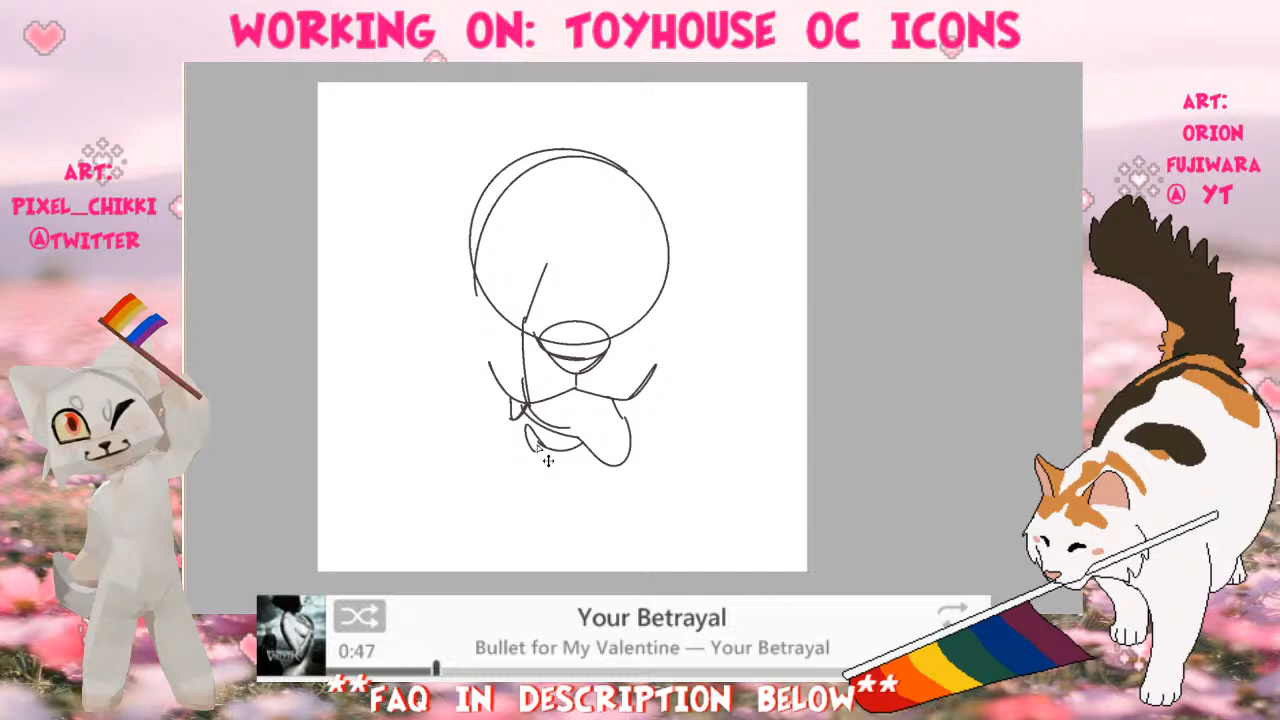 WORKING ON: TOYHOUSE OC ICONS
ART:
PIXEL_CHIKKI
@TWITTER
ART:
ORION
FUJIWARA
@ YT
Your Betrayal
0:47
Bullet for My Valentine — Your Betrayal
**FAQ IN DESCRIPTION BELOW**